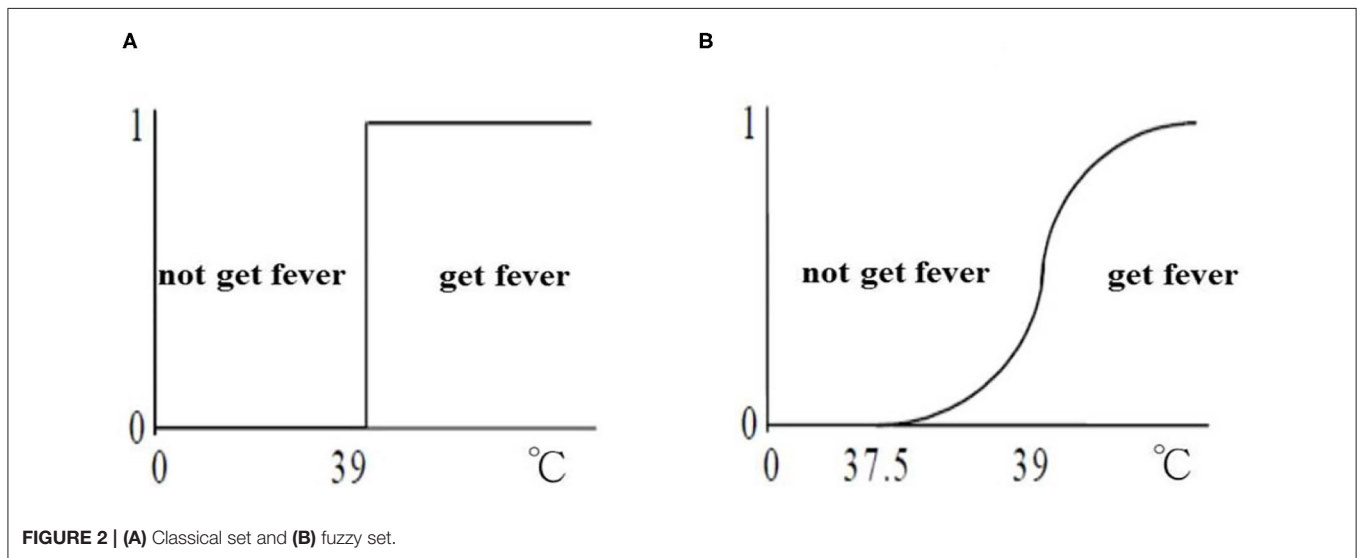 A
B
1
not get fever
get fever
0
0
39
°C
1
not get fever
get fever
0
0
37.5
39
°C
FIGURE 2 | (A) Classical set and (B) fuzzy set.